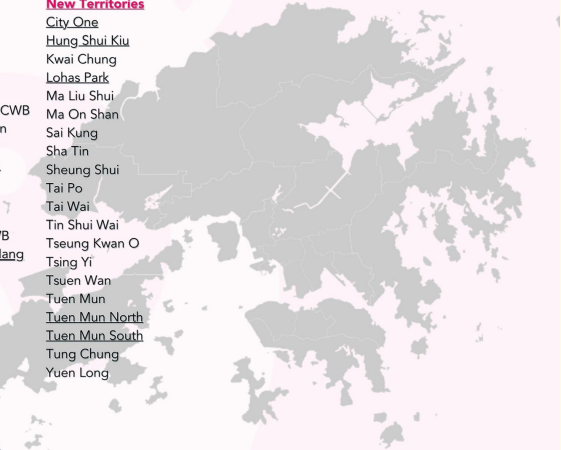 New Territories
City One
Hung Shui Kiu
Kwai Chung
Lohas Park
Ma Liu Shui
CWB
Ma On Shan
n
Sai Kung
Sha Tin
Sheung Shui
Tai Po
Tai Wai
Tin Shui Wai
Tseung Kwan O
Tsing Yi
Tsuen Wan
Tuen Mun
Tuen Mun North
Tuen Mun South
Tung Chung
Yuen Long